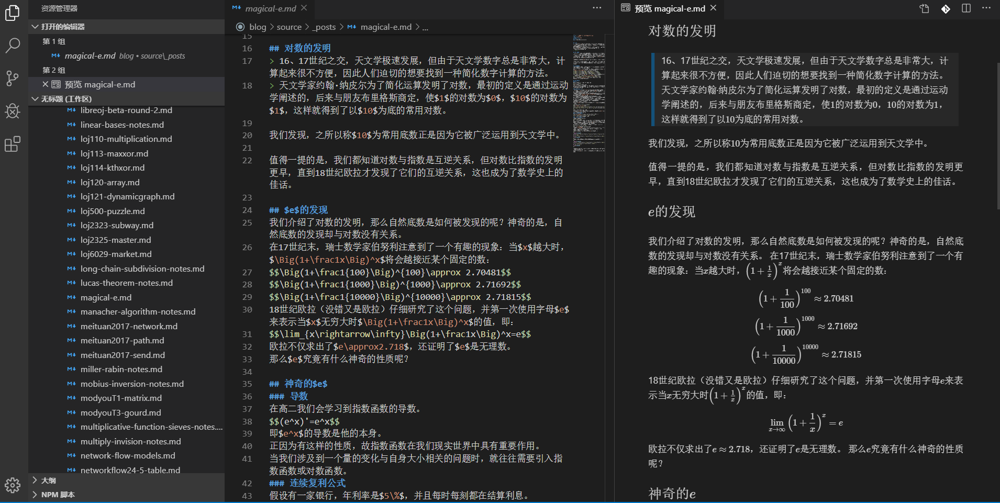 资源管理器
打开的编辑器
第 1 组
magical-e.md blog • source\_posts
第 2 组
预览 magical-e.md
无标题 (工作区)
libreoj-beta-round-2.md
linear-bases-notes.md
loj110-multiplication.md
loj113-maxxor.md
loj114-kthxor.md
loj120-array.md
loj121-dynamicgraph.md
loj500-puzzle.md
loj2323-subway.md
loj2325-master.md
loj6029-market.md
long-chain-subdivision-notes.md
lucas-theorem-notes.md
magical-e.md
manacher-algorithm-notes.md
meituan2017-network.md
meituan2017-path.md
meituan2017-send.md
miller-rabin-notes.md
mobius-inversion-notes.md
modyouT1-matrix.md
modyouT3-gourd.md
multiplicative-function-sieves-notes....
multiply-invision-notes.md
network-flow-models.md
networkflow24-5-table.md
大纲
NPM 脚本
magical-e.md
blog > source > _posts > magical-e.md > ...
15
16 ## 对数的发明
17 > 16、17世纪之交，天文学极速发展，但由于天文学数字总是非常大，计
算起来很不方便，因此人们迫切的想要找到一种简化数字计算的方法。
18 > 天文学家约翰·纳皮尔为了简化运算发明了对数，最初的定义是通过运动
学阐述的，后来与朋友布里格斯商定，使$1$的对数为$0$，$10$的对数为
$1$，这样就得到了以$10$为底的常用对数。
19
20 我们发现，之所以称$10$为常用底数正是因为它被广泛运用到天文学中。
21
22 值得一提的是，我们都知道对数与指数是互逆关系，但对数比指数的发明
更早，直到18世纪欧拉才发现了它们的互逆关系，这也成为了数学史上的
佳话。
23
24 ## $e$的发现
25 我们介绍了对数的发明，那么自然底数是如何被发现的呢？神奇的是，自
然底数的发现却与对数没有关系。
26 在17世纪末，瑞士数学家伯努利注意到了一个有趣的现象：当$x$越大时，
$\Big(1+\frac1x\Big)^x$将会越接近某个固定的数：
27 $$\Big(1+\frac1{100}\Big)^{100}\approx 2.70481$$
28 $$\Big(1+\frac1{1000}\Big)^{1000}\approx 2.71692$$
29 $$\Big(1+\frac1{10000}\Big)^{10000}\approx 2.71815$$
30 18世纪欧拉（没错又是欧拉）仔细研究了这个问题，并第一次使用字母$e$
来表示当$x$无穷大时$\Big(1+\frac1x\Big)^x$的值，即：
31 $$\lim_{x\rightarrow\infty}\Big(1+\frac1x\Big)^x=e$$
32 欧拉不仅求出了$e\approx2.718$，还证明了$e$是无理数。
33 那么$e$究竟有什么神奇的性质呢？
34
35 ## 神奇的$e$
36 ### 导数
37 在高二我们会学习到指数函数的导数。
38 $$(e^x)'=e^x$$
39 即$e^x$的导数是他的本身。
40 正因为有这样的性质，故指数函数在我们现实世界中具有重要作用。
41 当我们涉及到一个量的变化与自身大小相关的问题时，就往往需要引入指
数函数或对数函数。
42 ### 连续复利公式
43 假设有一家银行，年利率是$5\%$，并且每时每刻都在结算利息。
预览 magical-e.md
对数的发明
16、17世纪之交，天文学极速发展，但由于天文学数字总是非常大，计
算起来很不方便，因此人们迫切的想要找到一种简化数字计算的方法。
天文学家约翰·纳皮尔为了简化运算发明了对数，最初的定义是通过运动
学阐述的，后来与朋友布里格斯商定，使1的对数为0，10的对数为1，
这样就得到了以10为底的常用对数。
我们发现，之所以称10为常用底数正是因为它被广泛运用到天文学中。
值得一提的是，我们都知道对数与指数是互逆关系，但对数比指数的发明更
早，直到18世纪欧拉才发现了它们的互逆关系，这也成为了数学史上的佳话。
e的发现
我们介绍了对数的发明，那么自然底数是如何被发现的呢？神奇的是，自然底
数的发现却与对数没有关系。 在17世纪末，瑞士数学家伯努利注意到了一个有
趣的现象：当x越大时，(1 + 1/x)^x将会越接近某个固定的数：
(1 + 1/100)^100 ≈ 2.70481
(1 + 1/1000)^1000 ≈ 2.71692
(1 + 1/10000)^10000 ≈ 2.71815
18世纪欧拉（没错又是欧拉）仔细研究了这个问题，并第一次使用字母e来表
示当x无穷大时(1 + 1/x)^x的值，即：
lim x→∞ (1 + 1/x)^x = e
欧拉不仅求出了e ≈ 2.718，还证明了e是无理数。 那么e究竟有什么神奇的性质
呢？
神奇的e